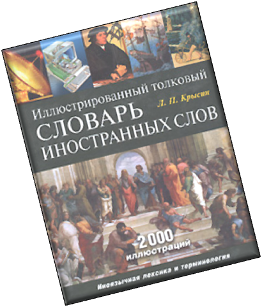 Иллюстрированный толковый
СЛОВАРЬ
Л. П. Крысин
ИНОСТРАННЫХ СЛОВ
2000
иллюстраций
Иноязычная лексика и терминология